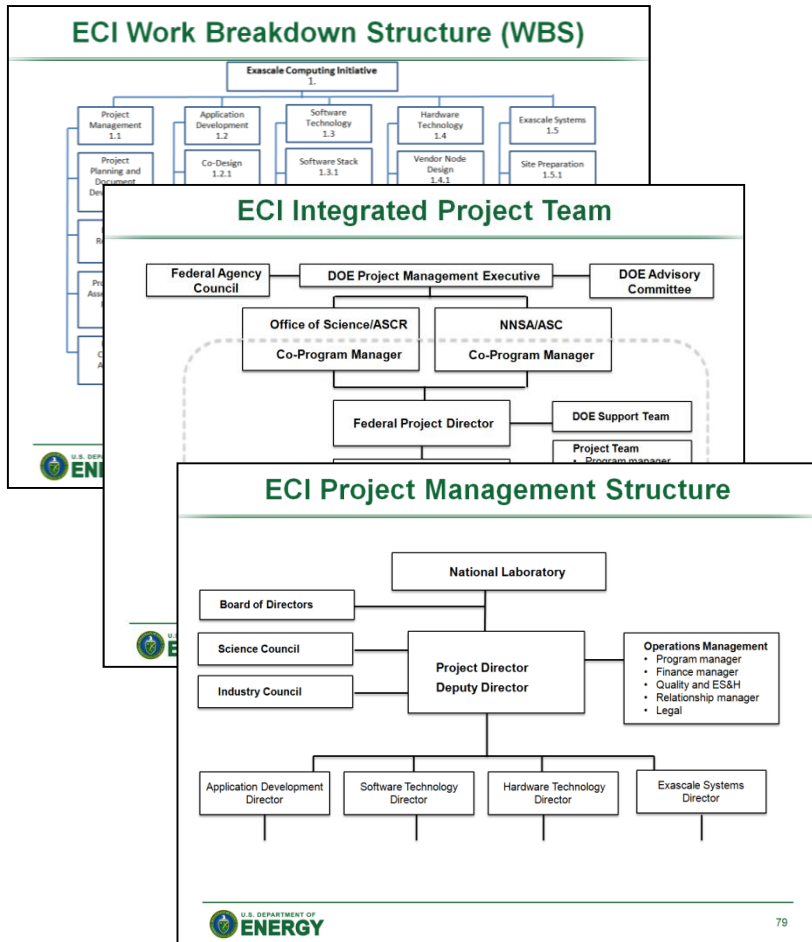 ECI Work Breakdown Structure (WBS)
Exascale Computing Initiative
1.
Project
Management
1.1
Application
Development
1.2
Software
Technology
1.3
Hardware
Technology
1.4
Exascale Systems
1.5
Project
Planning and
Document
Co-Design
1.2.1
Software Stack
1.3.1
Vendor Node
Design
1.4.1
Site Preparation
1.5.1
U.S. DEPARTMENT
ECI Integrated Project Team
Federal Agency
Council
DOE Project Management Executive
DOE Advisory
Committee
Office of Science/ASCR
Co-Program Manager
NNSA/ASC
Co-Program Manager
Federal Project Director
DOE Support Team
Project Team
• Program manager
ECI Project Management Structure
National Laboratory
Board of Directors
Science Council
Industry Council
Project Director
Deputy Director
Operations Management
• Program manager
• Finance manager
• Quality and ES&H
• Relationship manager
• Legal
Application Development
Director
Software Technology
Director
Hardware Technology
Director
Exascale Systems
Director
U.S. DEPARTMENT OF
ENERGY
79